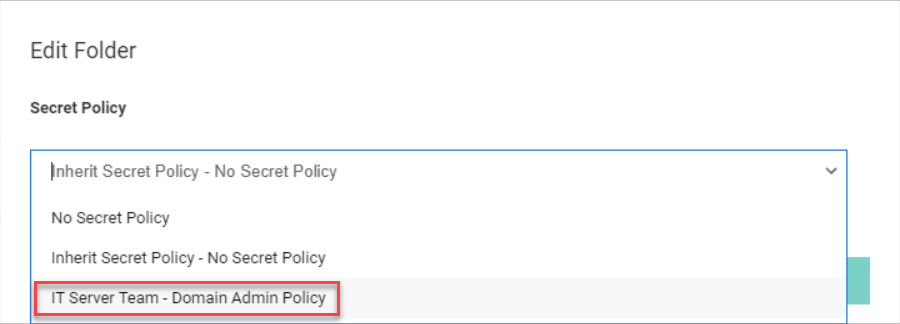 Edit Folder
Secret Policy
Inherit Secret Policy - No Secret Policy
No Secret Policy
Inherit Secret Policy - No Secret Policy
IT Server Team - Domain Admin Policy